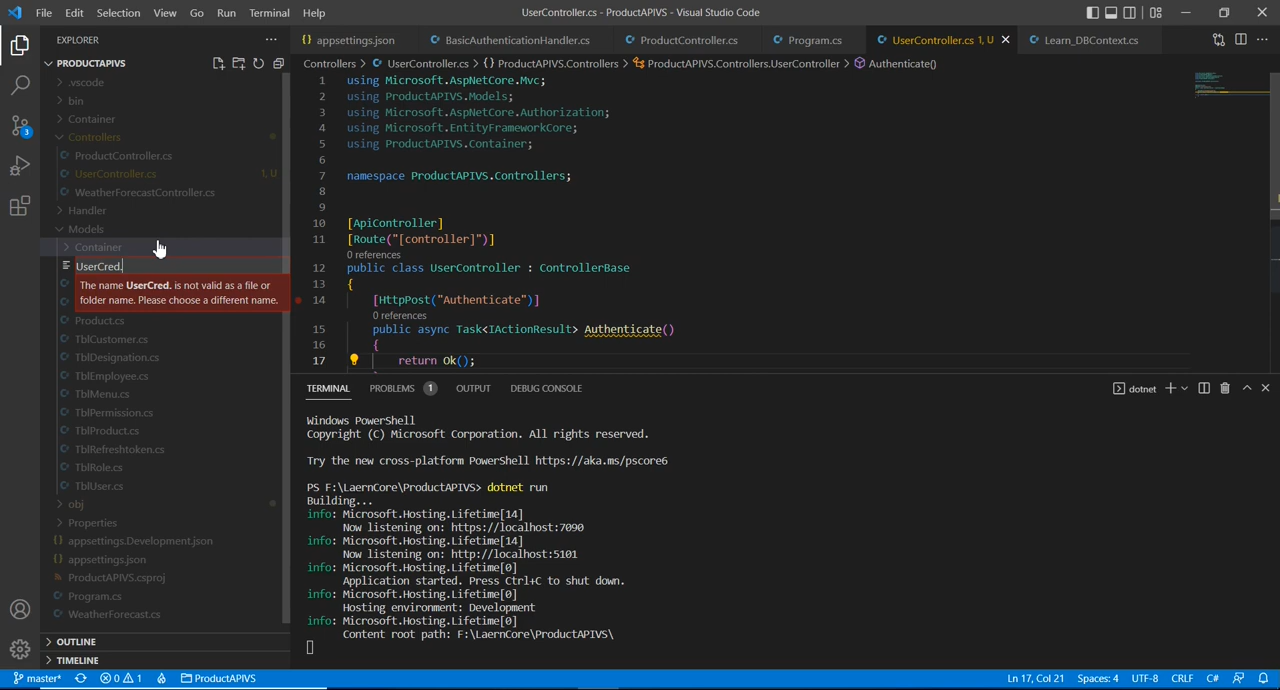 File Edit Selection View Go Run Terminal Help
UserController.cs - ProductAPIVS - Visual Studio Code
EXPLORER
PRODUCTAPIVS
.vscode
bin
Container
Controllers
ProductController.cs
UserController.cs 1, U
WeatherForecastController.cs
Handler
Models
Container
UserCred.
The name UserCred. is not valid as a file or
folder name. Please choose a different name.
Product.cs
TblCustomer.cs
TblDesignation.cs
TblEmployee.cs
TblMenu.cs
TblPermission.cs
TblProduct.cs
TblRefreshtoken.cs
TblRole.cs
TblUser.cs
obj
Properties
appsettings.Development.json
appsettings.json
ProductAPIVS.csproj
Program.cs
WeatherForecast.cs
OUTLINE
TIMELINE
3
appsettings.json BasicAuthenticationHandler.cs ProductController.cs Program.cs UserController.cs 1, U Learn_DBContext.cs
Controllers > UserController.cs > {} ProductAPIVS.Controllers > ProductAPIVS.Controllers.UserController > Authenticate()
1 using Microsoft.AspNetCore.Mvc;
2 using ProductAPIVS.Models;
3 using Microsoft.AspNetCore.Authorization;
4 using Microsoft.EntityFrameworkCore;
5 using ProductAPIVS.Container;
6
7 namespace ProductAPIVS.Controllers;
8
9
10 [ApiController]
11 [Route("[controller]")]
0 references
12 public class UserController : ControllerBase
13 {
14 [HttpPost("Authenticate")]
0 references
15 public async Task<IActionResult> Authenticate()
16 {
17 return Ok();
TERMINAL PROBLEMS 1 OUTPUT DEBUG CONSOLE
dotnet
Windows PowerShell
Copyright (C) Microsoft Corporation. All rights reserved.
Try the new cross-platform PowerShell https://aka.ms/pscore6
PS F:\LaernCore\ProductAPIVS> dotnet run
Building...
info: Microsoft.Hosting.Lifetime[14]
Now listening on: https://localhost:7090
info: Microsoft.Hosting.Lifetime[14]
Now listening on: http://localhost:5101
info: Microsoft.Hosting.Lifetime[0]
Application started. Press Ctrl+C to shut down.
info: Microsoft.Hosting.Lifetime[0]
Hosting environment: Development
info: Microsoft.Hosting.Lifetime[0]
Content root path: F:\LaernCore\ProductAPIVS\
master* 0 1 ProductAPIVS
Ln 17, Col 21 Spaces: 4 UTF-8 CRLF C#